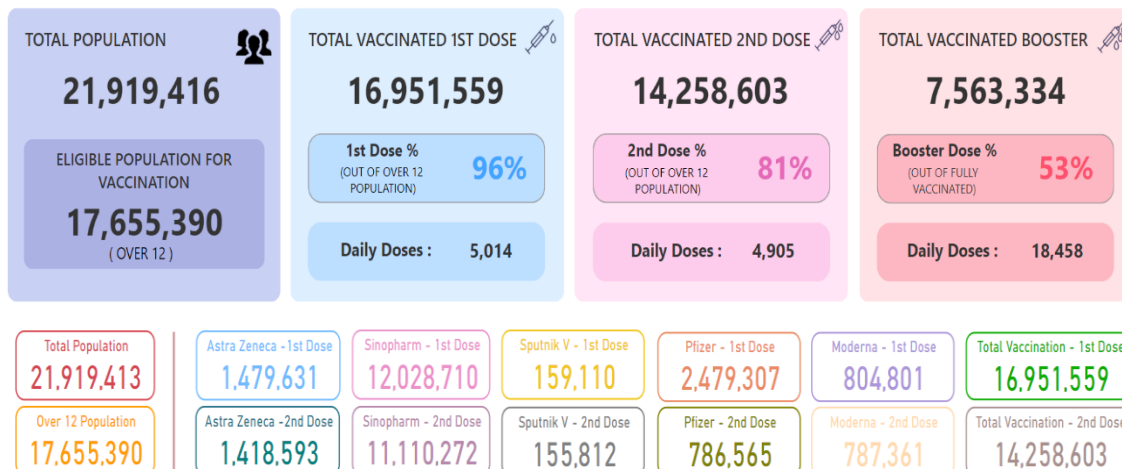 TOTAL POPULATION
21,919,416
ELIGIBLE POPULATION FOR
VACCINATION
17,655,390
( OVER 12 )
TOTAL VACCINATED 1ST DOSE
16,951,559
1st Dose %
(OUT OF OVER 12
POPULATION)
96%
Daily Doses : 5,014
TOTAL VACCINATED 2ND DOSE
14,258,603
2nd Dose %
(OUT OF OVER 12
POPULATION)
81%
Daily Doses : 4,905
TOTAL VACCINATED BOOSTER
7,563,334
Booster Dose %
(OUT OF FULLY
VACCINATED)
53%
Daily Doses : 18,458
Total Population
21,919,413
Astra Zeneca -1st Dose
1,479,631
Sinopharm - 1st Dose
12,028,710
Sputnik V - 1st Dose
159,110
Pfizer - 1st Dose
2,479,307
Moderna - 1st Dose
804,801
Total Vaccination - 1st Dose
16,951,559
Over 12 Population
17,655,390
Astra Zeneca -2nd Dose
1,418,593
Sinopharm - 2nd Dose
11,110,272
Sputnik V - 2nd Dose
155,812
Pfizer - 2nd Dose
786,565
Moderna - 2nd Dose
787,361
Total Vaccination - 2nd Dose
14,258,603